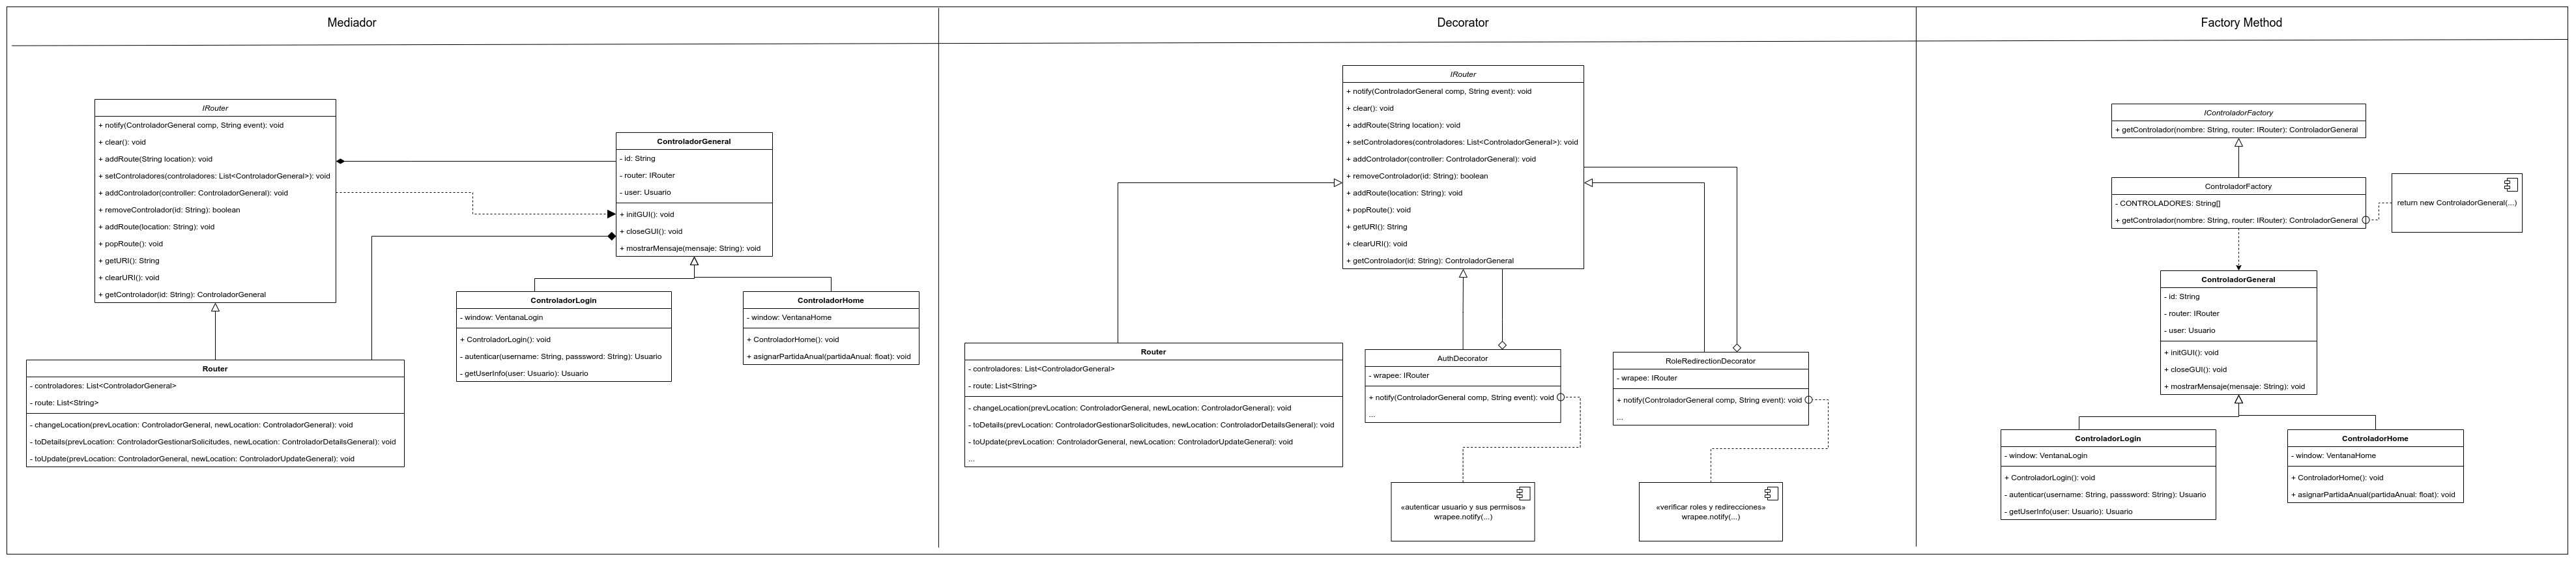 Mediador
IRouter
+ notify(ControladorGeneral comp, String event): void
+ clear(): void
+ addRoute(String location): void
+ setControladores(controladores: List<ControladorGeneral>): void
+ addControlador(controller: ControladorGeneral): void
+ removeControlador(id: String): boolean
+ addRoute(location: String): void
+ popRoute(): void
+ getURI(): String
+ clearURI(): void
+ getControlador(id: String): ControladorGeneral
ControladorGeneral
- id: String
- router: IRouter
- user: Usuario
+ initGUI(): void
+ closeGUI(): void
+ mostrarMensaje(mensaje: String): void
ControladorLogin
- window: VentanaLogin
+ ControladorLogin(): void
- autenticar(username: String, passsword: String): Usuario
- getUserInfo(user: Usuario): Usuario
ControladorHome
- window: VentanaHome
+ ControladorHome(): void
+ asignarPartidaAnual(partidaAnual: float): void
Router
- controladores: List<ControladorGeneral>
- route: List<String>
- changeLocation(prevLocation: ControladorGeneral, newLocation: ControladorGeneral): void
- toDetails(prevLocation: ControladorGestionarSolicitudes, newLocation: ControladorDetailsGeneral): void
- toUpdate(prevLocation: ControladorGeneral, newLocation: ControladorUpdateGeneral): void
Decorator
IRouter
+ notify(ControladorGeneral comp, String event): void
+ clear(): void
+ addRoute(String location): void
+ setControladores(controladores: List<ControladorGeneral>): void
+ addControlador(controller: ControladorGeneral): void
+ removeControlador(id: String): boolean
+ addRoute(location: String): void
+ popRoute(): void
+ getURI(): String
+ clearURI(): void
+ getControlador(id: String): ControladorGeneral
Router
- controladores: List<ControladorGeneral>
- route: List<String>
- changeLocation(prevLocation: ControladorGeneral, newLocation: ControladorGeneral): void
- toDetails(prevLocation: ControladorGestionarSolicitudes, newLocation: ControladorDetailsGeneral): void
- toUpdate(prevLocation: ControladorGeneral, newLocation: ControladorUpdateGeneral): void
...
AuthDecorator
- wrapee: IRouter
+ notify(ControladorGeneral comp, String event): void
...
RoleRedirectionDecorator
- wrapee: IRouter
+ notify(ControladorGeneral comp, String event): void
...
«autenticar usuario y sus permisos»
wrapee.notify(...)
«verificar roles y redirecciones»
wrapee.notify(...)
Factory Method
IControladorFactory
+ getControlador(nombre: String, router: IRouter): ControladorGeneral
ControladorFactory
- CONTROLADORES: String[]
+ getControlador(nombre: String, router: IRouter): ControladorGeneral
return new ControladorGeneral(...)
ControladorGeneral
- id: String
- router: IRouter
- user: Usuario
+ initGUI(): void
+ closeGUI(): void
+ mostrarMensaje(mensaje: String): void
ControladorLogin
- window: VentanaLogin
+ ControladorLogin(): void
- autenticar(username: String, passsword: String): Usuario
- getUserInfo(user: Usuario): Usuario
ControladorHome
- window: VentanaHome
+ ControladorHome(): void
+ asignarPartidaAnual(partidaAnual: float): void